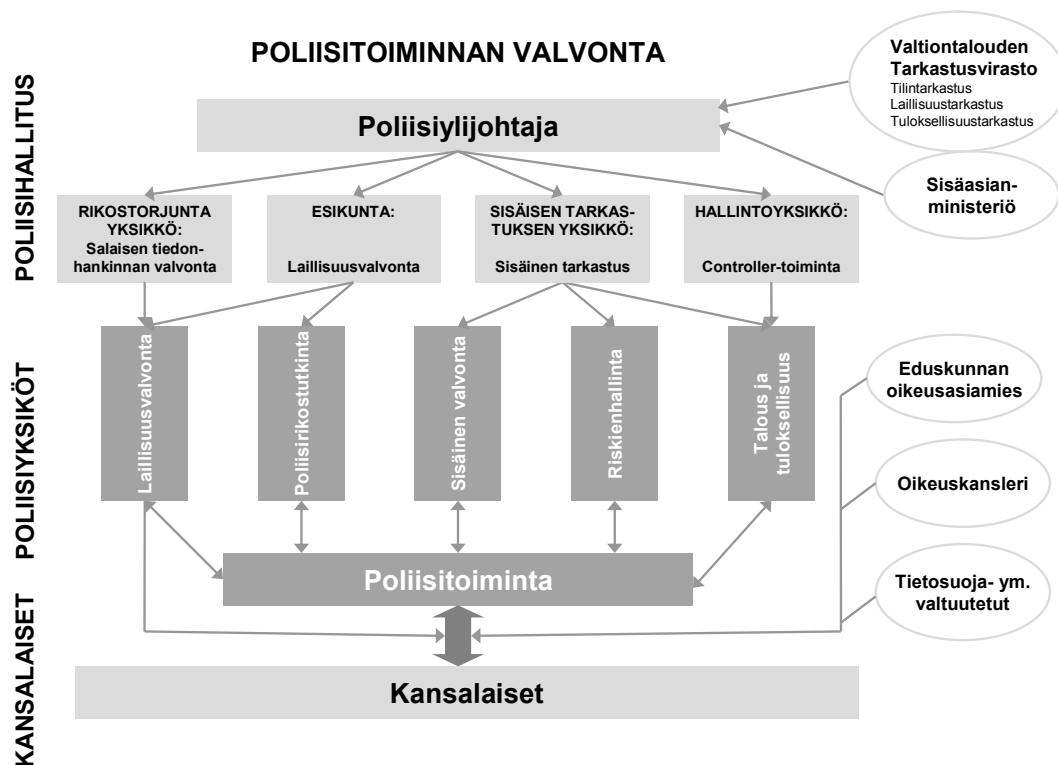 POLIISITOIMINNAN VALVONTA
Valtiontalouden
Tarkastusvirasto
Tilintarkastus
Laillisuustarkastus
Tuloksellisuustarkastus
POLIISIHALLITUS
Poliisiylijohtaja
Sisäasian-
ministeriö
RIKOSTORJUNTA
YKSIKKÖ:
Salaisen tiedon-
hankinnan valvonta
ESIKUNTA:
Laillisuusvalvonta
SISÄISEN TARKAS-
TUKSEN YKSIKKÖ:
Sisäinen tarkastus
HALLINTOYKSIKKÖ:
Controller-toiminta
POLIISIYKSIKÖT
Laillisuusvalvonta
Poliisirikostutkinta
Sisäinen valvonta
Riskienhallinta
Talous ja
tuloksellisuus
Eduskunnan
oikeusasiamies
Oikeuskansleri
Poliisitoiminta
Tietosuoja- ym.
valtuutetut
KANSALAISET
Kansalaiset